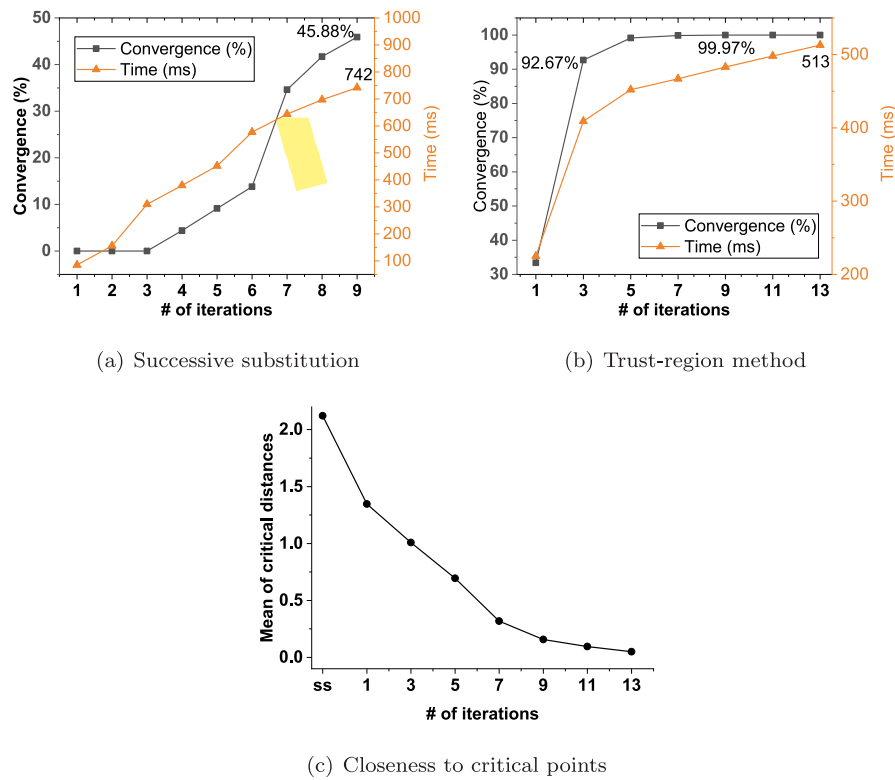 45.88%
Convergence (%)
Time (ms)
742
50
40
30
20
10
0
1000
900
800
700
600
500
400
300
200
100
Convergence (%)
Time (ms)
1 2 3 4 5 6 7 8 9
# of iterations
(a) Successive substitution
100
90
80
70
60
50
40
30
500
400
300
200
Convergence (%)
Time (ms)
92.67%
99.97%
513
Convergence (%)
Time (ms)
1 3 5 7 9 11 13
# of iterations
(b) Trust-region method
2.0
1.5
1.0
0.5
0.0
Mean of critical distances
ss 1 3 5 7 9 11 13
# of iterations
(c) Closeness to critical points